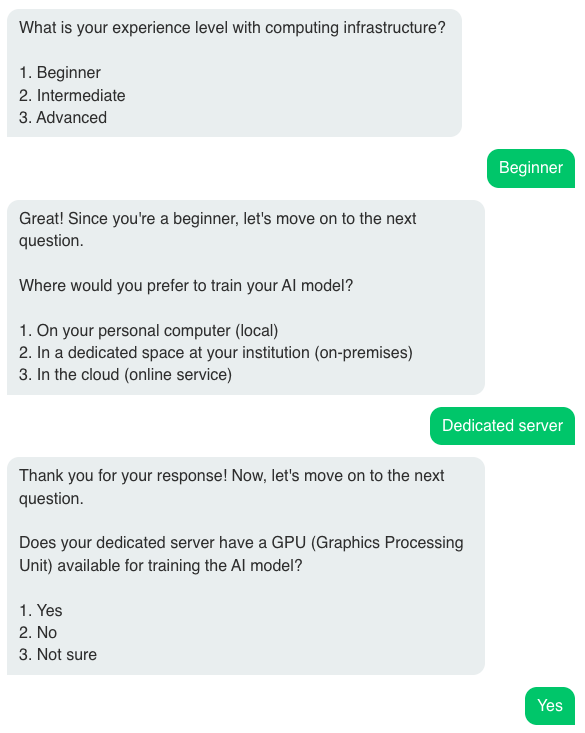 What is your experience level with computing infrastructure?
1. Beginner
2. Intermediate
3. Advanced
Beginner
Great! Since you're a beginner, let's move on to the next
question.
Where would you prefer to train your AI model?
1. On your personal computer (local)
2. In a dedicated space at your institution (on-premises)
3. In the cloud (online service)
Dedicated server
Thank you for your response! Now, let's move on to the next
question.
Does your dedicated server have a GPU (Graphics Processing
Unit) available for training the AI model?
1. Yes
2. No
3. Not sure
Yes